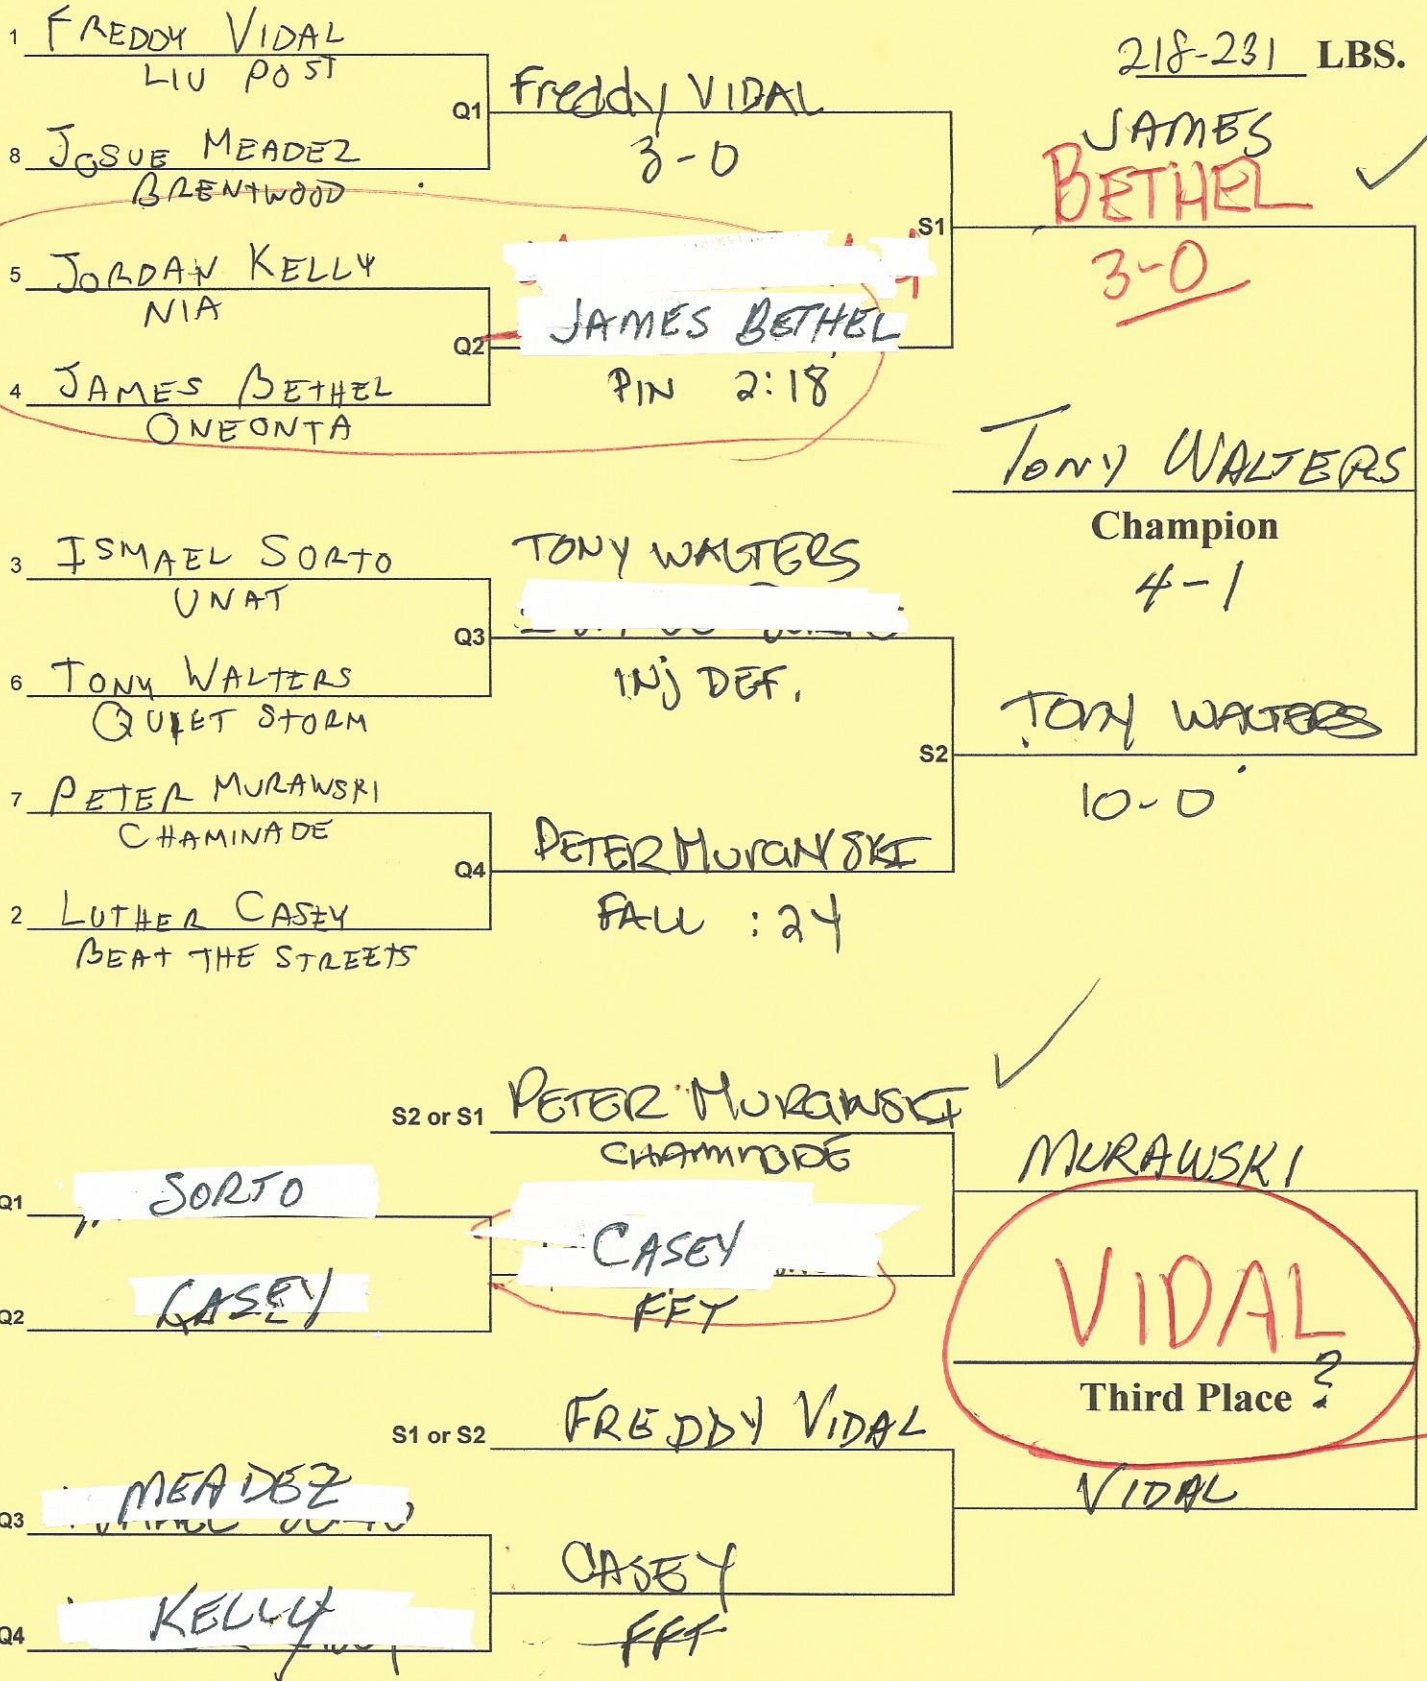 1 FREDDY VIDAL
LIU POST
8 JOSUE MEADEZ
BRENTWOOD
5 JORDAN KELLY
NIA
4 JAMES BETHEL
ONEONTA
3 ISMAEL SORTO
UNAT
6 TONY WALTERS
QUIET STORM
7 PETER MURAWSKI
CHAMINADE
2 LUTHER CASEY
BEAT THE STREETS
Q1 Freddy VIDAL
3-0
Q2 JAMES BETHEL
PIN 2:18
Q3 TONY WALTERS
INJ DEF.
Q4 PETER MURAWSKI
FALL :24
218-231 LBS.
S1 JAMES
BETHEL
3-0
TONY WALTERS
Champion
4-1
S2 TONY WALTERS
10-0
S2 or S1 PETER MURAWSKI
CHAMINADE
Q1 SORTO
Q2 CASEY
CASEY
FFT
MURAWSKI
VIDAL
Third Place ?
VIDAL
S1 or S2 FREDDY VIDAL
Q3 MEADEZ
Q4 KELLY
CASEY
FFT